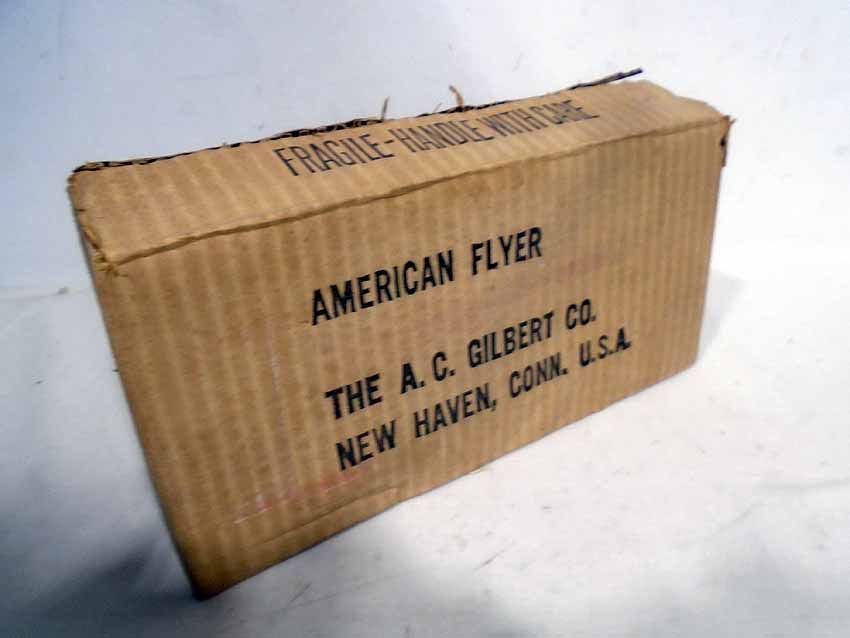 FRAGILE-HANDLE WITH CARE
AMERICAN FLYER
THE A. C. GILBERT CO.
NEW HAVEN, CONN. U.S.A.